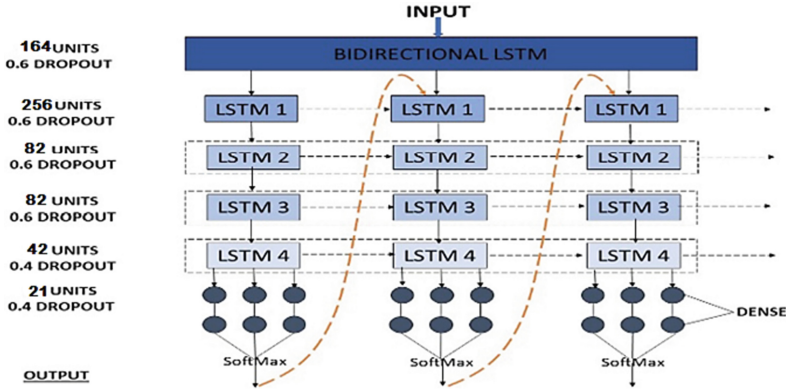 INPUT
164 UNITS
0.6 DROPOUT
BIDIRECTIONAL LSTM
256 UNITS
0.6 DROPOUT
LSTM 1 LSTM 1 LSTM 1
82 UNITS
0.6 DROPOUT
LSTM 2 LSTM 2 LSTM 2
82 UNITS
0.6 DROPOUT
LSTM 3 LSTM 3 LSTM 3
42 UNITS
0.4 DROPOUT
LSTM 4 LSTM 4 LSTM 4
21 UNITS
0.4 DROPOUT
DENSE
SoftMax SoftMax SoftMax
OUTPUT